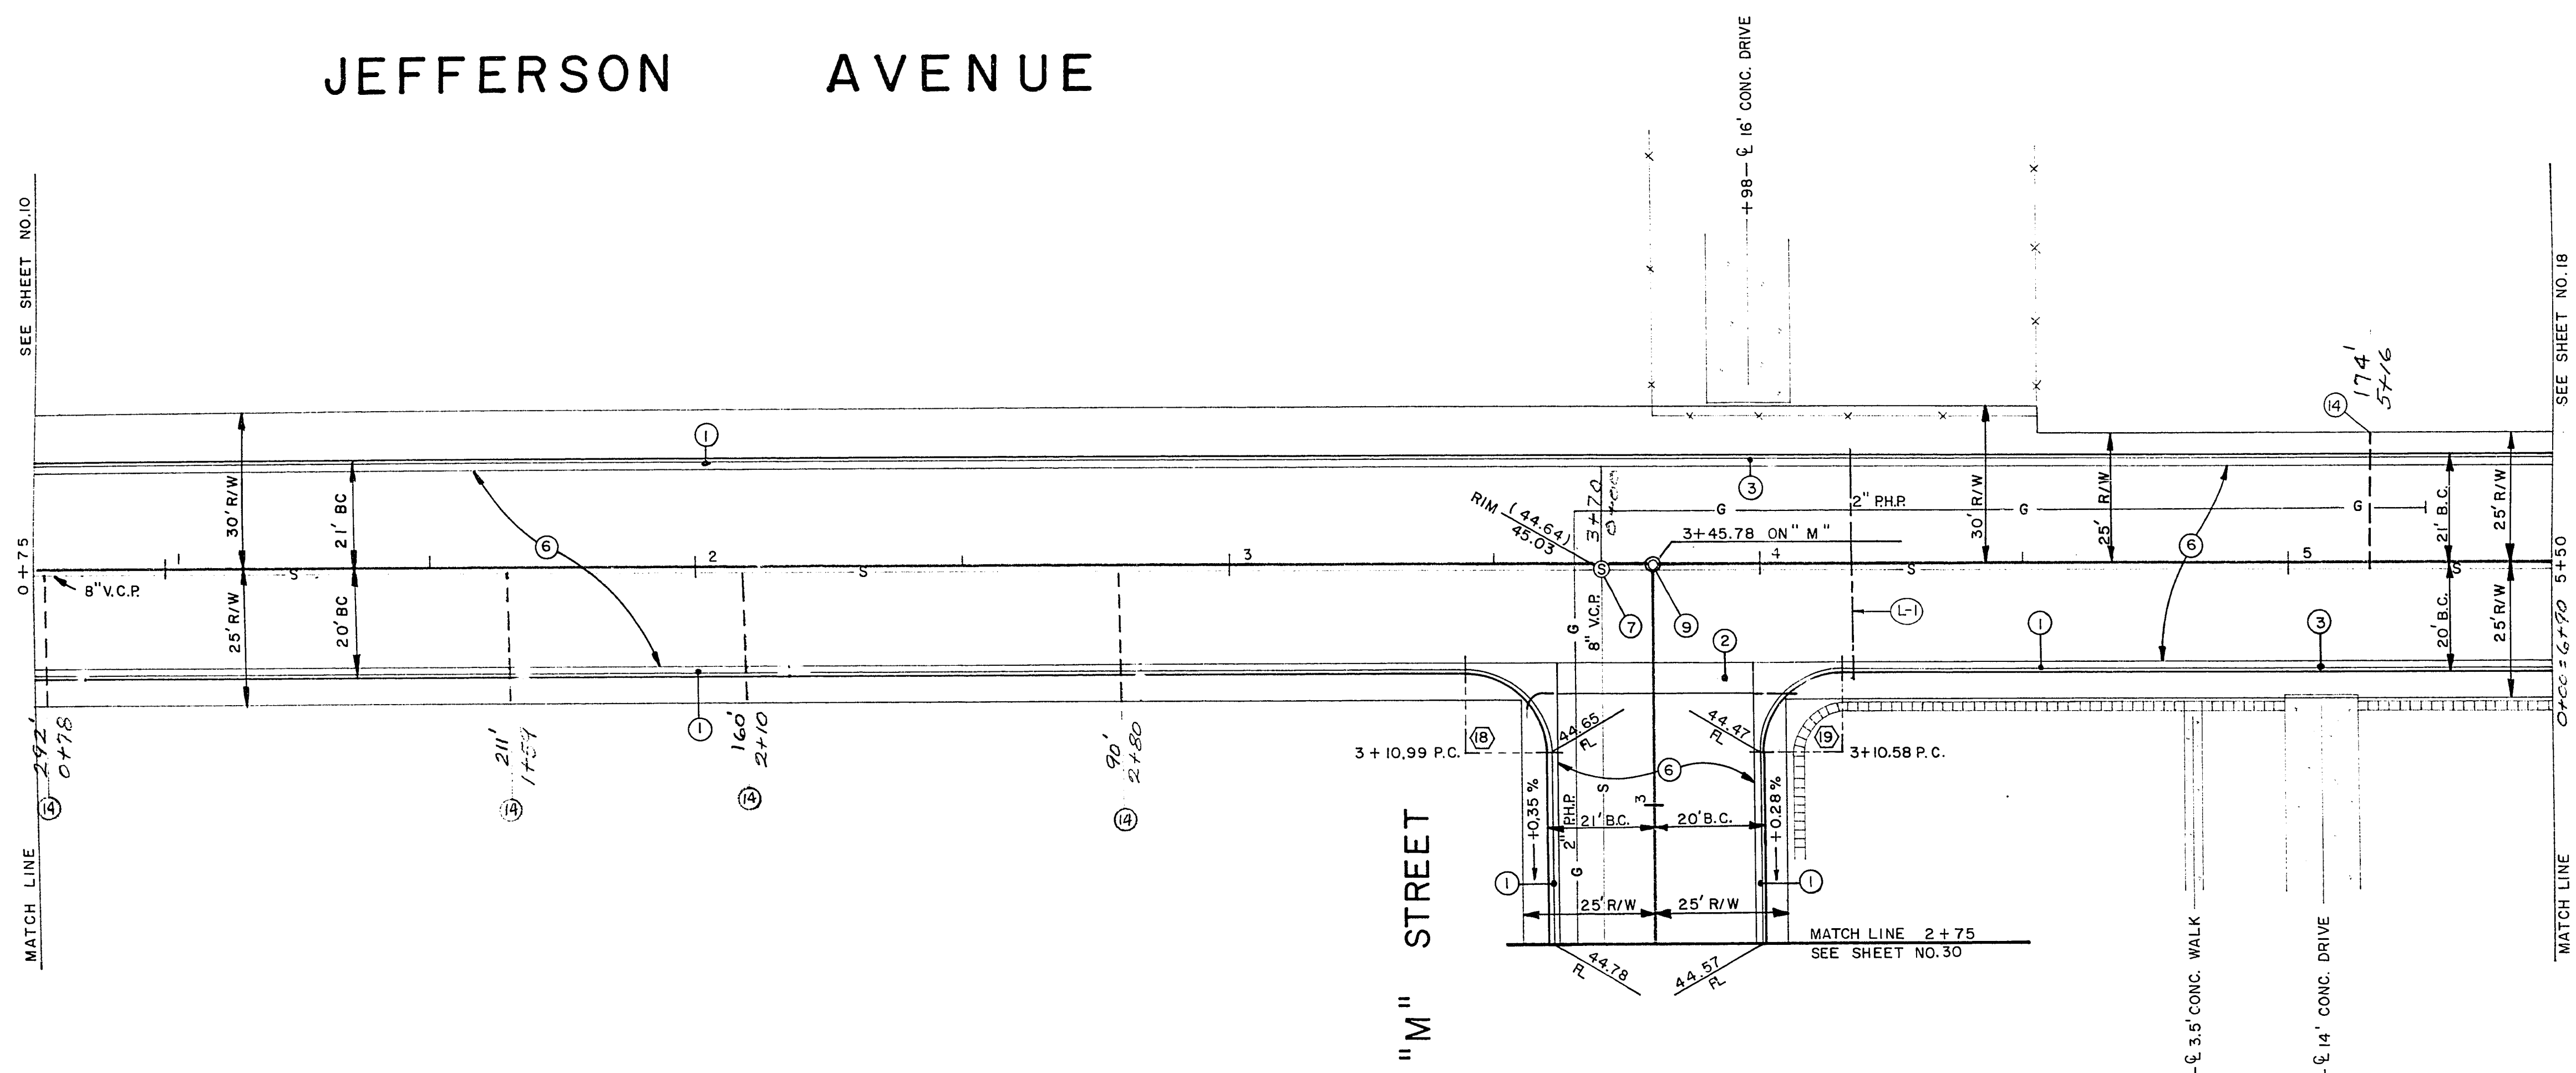 JEFFERSON AVENUE
+98 — ℄ 16' CONC. DRIVE
SEE SHEET NO.10
SEE SHEET NO. 18
174'
5+16
14
1
3
30' R/W
21' BC
RIM (44.64)
45.03
3+70
0+00
G
2" P.H.P.
G
G
3+45.78 ON "M"
30' R/W
25' R/W
21' B.C.
25' R/W
6
6
0+75
1
2
3
4
5
5+50
S
S
S
S
S
8" V.C.P.
25' R/W
20' BC
G
8" V.C.P.
7
9
2
L-1
1
3
20' B.C.
25' R/W
0+00 = 6+90
1
292'
0+78
14
211'
1+59
14
160'
2+10
14
90'
2+80
14
3+10.99 P.C.
18
44.65
FL
44.47
FL
19
3+10.58 P.C.
6
+0.35 %
2" P.H.P.
S
3
21' B.C.
20' B.C.
+0.28 %
1
G
1
25' R/W
25' R/W
MATCH LINE 2+75
SEE SHEET NO.30
44.78
FL
44.57
FL
MATCH LINE
MATCH LINE
"M" STREET
℄ 3.5' CONC. WALK
℄ 14' CONC. DRIVE